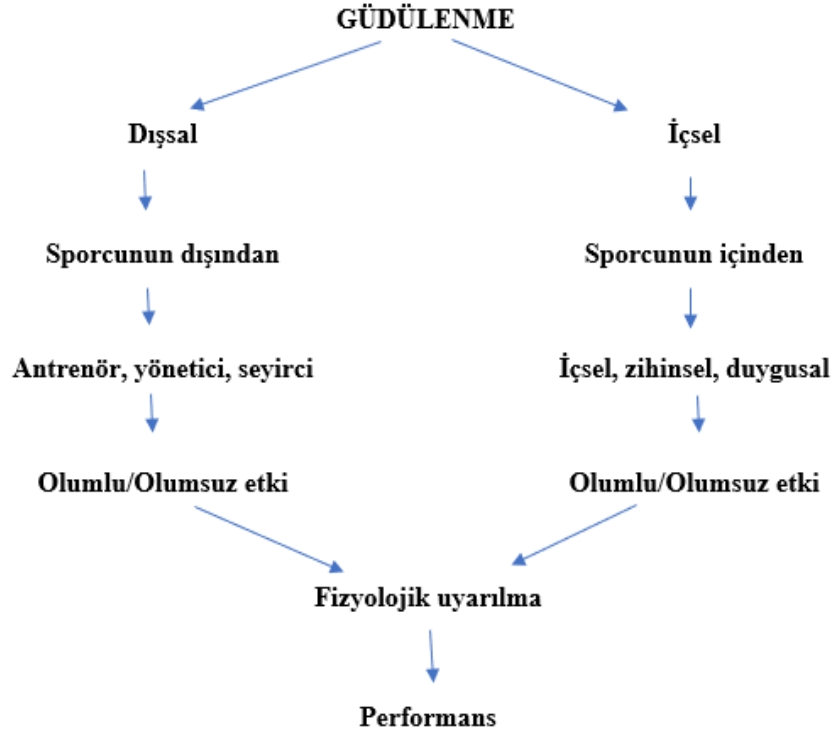 GÜDÜLENME
Dışsal
İçsel
Sporcunun dışından
Sporcunun içinden
Antrenör, yönetici, seyirci
İçsel, zihinsel, duygusal
Olumlu/Olumsuz etki
Olumlu/Olumsuz etki
Fizyolojik uyarılma
Performans